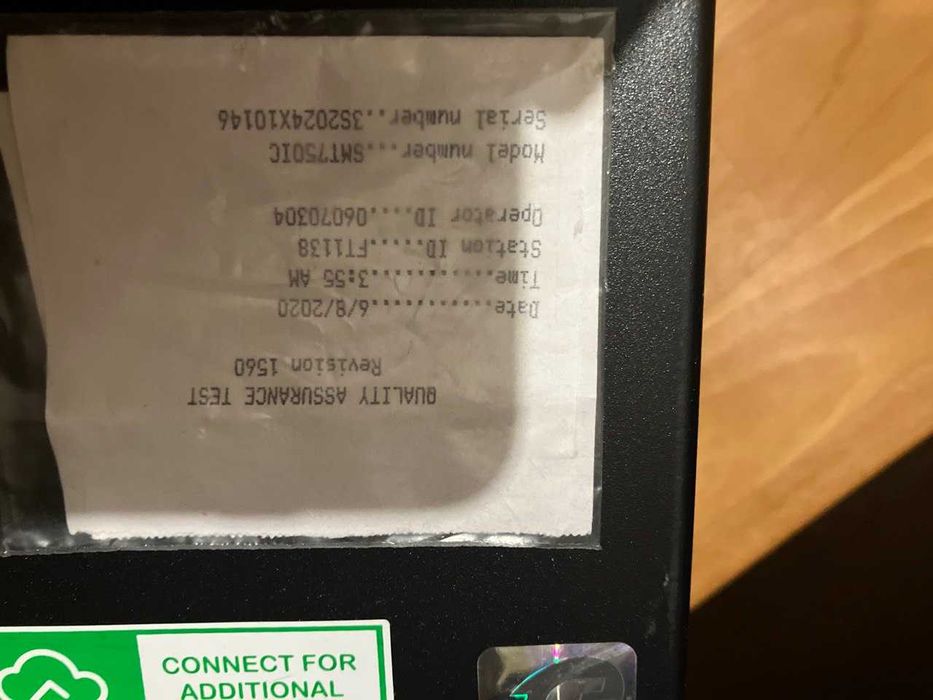 QUALITY ASSURANCE TEST
Revision 1560
Date..............6/8/2020
Time..............3:55 AM
Station ID.....FT1138
Operator ID....06070304
Model number...SMT750IC
Serial number..3S2024X10146
CONNECT FOR
ADDITIONAL